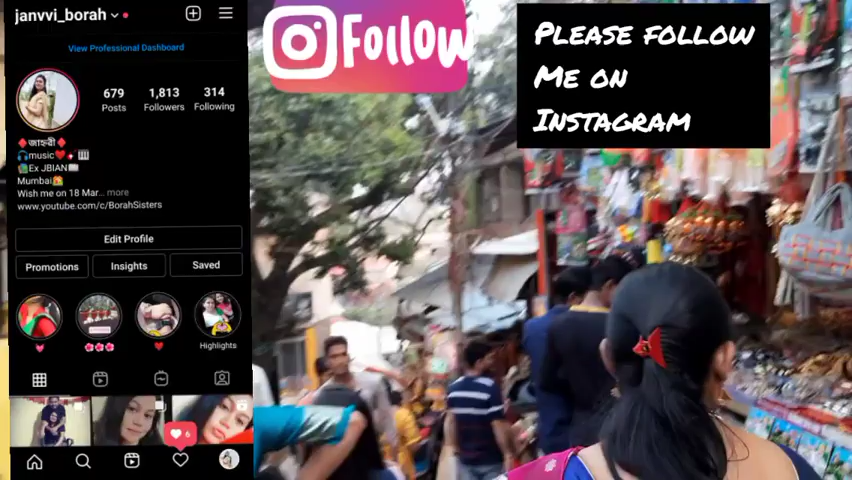 janvvi_borah
View Professional Dashboard
679
Posts
1,813
Followers
314
Following
♦️জাহ্নবী♦️
🎧music❤️🎸🎹
📚Ex JBIAN📖
Mumbai🏠
Wish me on 18 Mar... more
www.youtube.com/c/BorahSisters
Edit Profile
Promotions
Insights
Saved
Highlights
6
Follow
Please follow
Me on
Instagram